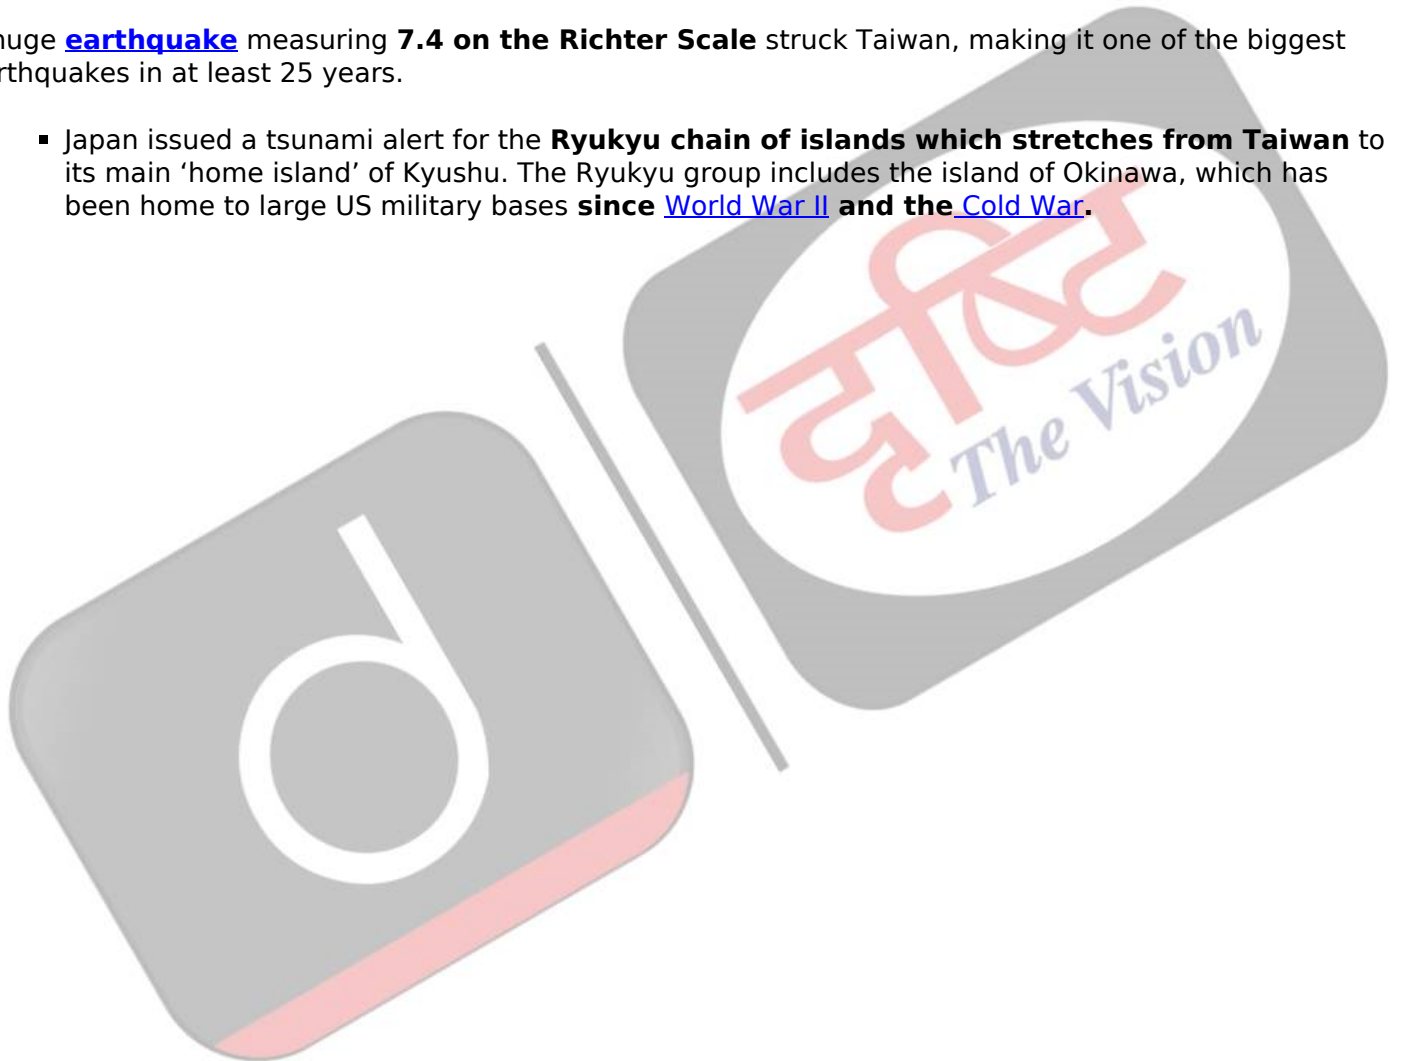 huge earthquake measuring 7.4 on the Richter Scale struck Taiwan, making it one of the biggest
rthquakes in at least 25 years.
▪ Japan issued a tsunami alert for the Ryukyu chain of islands which stretches from Taiwan to
its main ‘home island’ of Kyushu. The Ryukyu group includes the island of Okinawa, which has
been home to large US military bases since World War II and the Cold War.
दृष्टि
The Vision
d